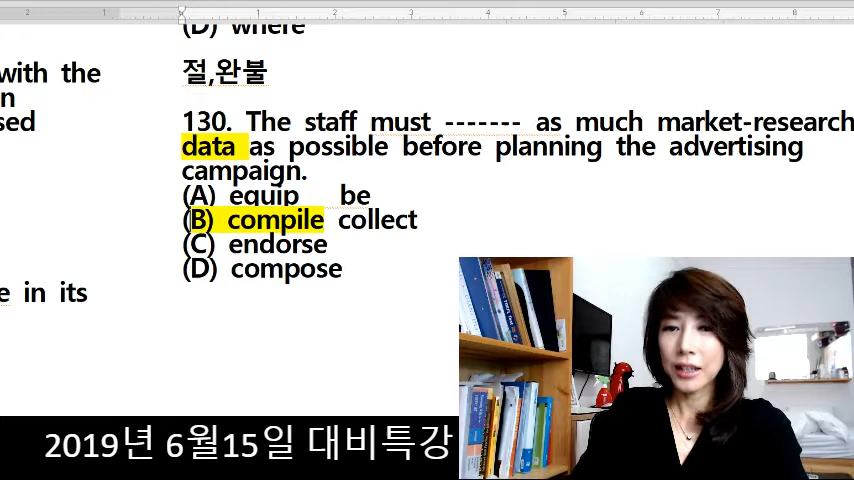 (D) where
with the
절,완불
n
sed
130. The staff must ------- as much market-research
data as possible before planning the advertising
campaign.
(A) equip be
(B) compile collect
(C) endorse
(D) compose
e in its
2019년 6월15일 대비특강